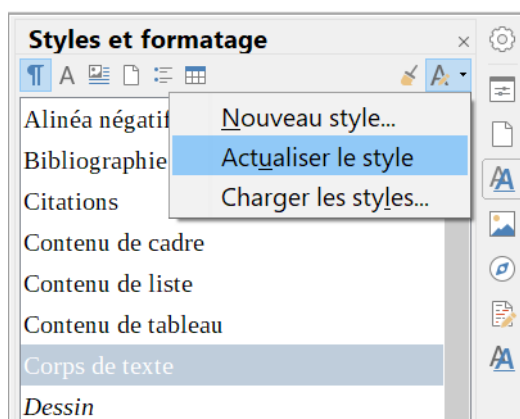 Styles et formatage
Alinéa négatif
Nouveau style...
Bibliographie
Actualiser le style
Citations
Charger les styles...
Contenu de cadre
Contenu de liste
Contenu de tableau
Corps de texte
Dessin